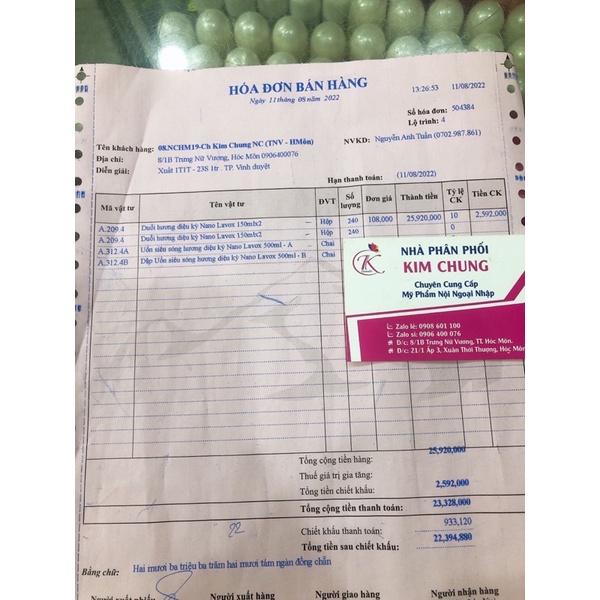 HÓA ĐƠN BÁN HÀNG
Ngày 11 tháng 08 năm 2022
13:26:53 11/08/2022
Số hóa đơn: 504384
Lộ trình: 4
Tên khách hàng: 08.NCHM19-Ch Kim Chung NC (TNV - HMôn)
NVKD: Nguyễn Anh Tuấn (0702.987.861)
Địa chỉ: 8/1B Trưng Nữ Vương, Hóc Môn 0906400076
Diễn giải: Xuất 1T1T - 23S 1tr . TP. Vinh duyệt
Hạn thanh toán: (11/08/2022)
Mã vật tư Tên vật tư ĐVT Số lượng Đơn giá Thành tiền Tỷ lệ CK Tiền CK
A.209.4 Duỗi hương diệu kỳ Nano Lavox 150mlx2 – Hộp 240 108,000 25,920,000 10 2,592,000
A.209.4 Duỗi hương diệu kỳ Nano Lavox 150mlx2 – Hộp 240 0
A.312.4A Uốn siêu sóng hương diệu kỳ Nano Lavox 500ml - A – Chai
A.312.4B Dập Uốn siêu sóng hương diệu kỳ Nano Lavox 500ml - B – Chai
NHÀ PHÂN PHỐI
KIM CHUNG
Chuyên Cung Cấp
Mỹ Phẩm Nội Ngoại Nhập
Zalo lẻ: 0908 601 100
Zalo sỉ: 0906 400 076
Đ/c: 8/1B Trưng Nữ Vương, TT. Hóc Môn.
Đ/c: 21/1 Ấp 3, Xuân Thới Thượng, Hóc Môn
Tổng cộng tiền hàng: 25,920,000
Thuế giá trị gia tăng:
Tổng tiền chiết khấu: 2,592,000
Tổng cộng tiền thanh toán: 23,328,000
22
Chiết khấu thanh toán: 933,120
Tổng tiền sau chiết khấu: 22,394,880
Bằng chữ: Hai mươi ba triệu ba trăm hai mươi tám ngàn đồng chẵn
Người xuất hàng Người giao hàng Người nhận hàng